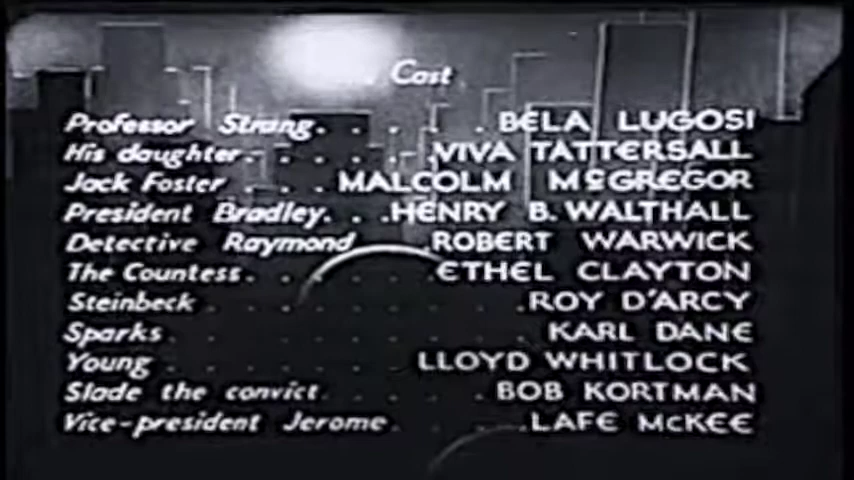 Cast
Professor Strang. . . . . . BELA LUGOSI
His daughter. . . . . . . VIVA TATTERSALL
Jack Foster . . . . MALCOLM McGREGOR
President Bradley. . . HENRY B. WALTHALL
Detective Raymond . . . ROBERT WARWICK
The Countess. . . . . . ETHEL CLAYTON
Steinbeck . . . . . . . . . ROY D'ARCY
Sparks. . . . . . . . . . . KARL DANE
Young . . . . . . . LLOYD WHITLOCK
Slade the convict. . . . . BOB KORTMAN
Vice-president Jerome. . . . LAFE McKEE